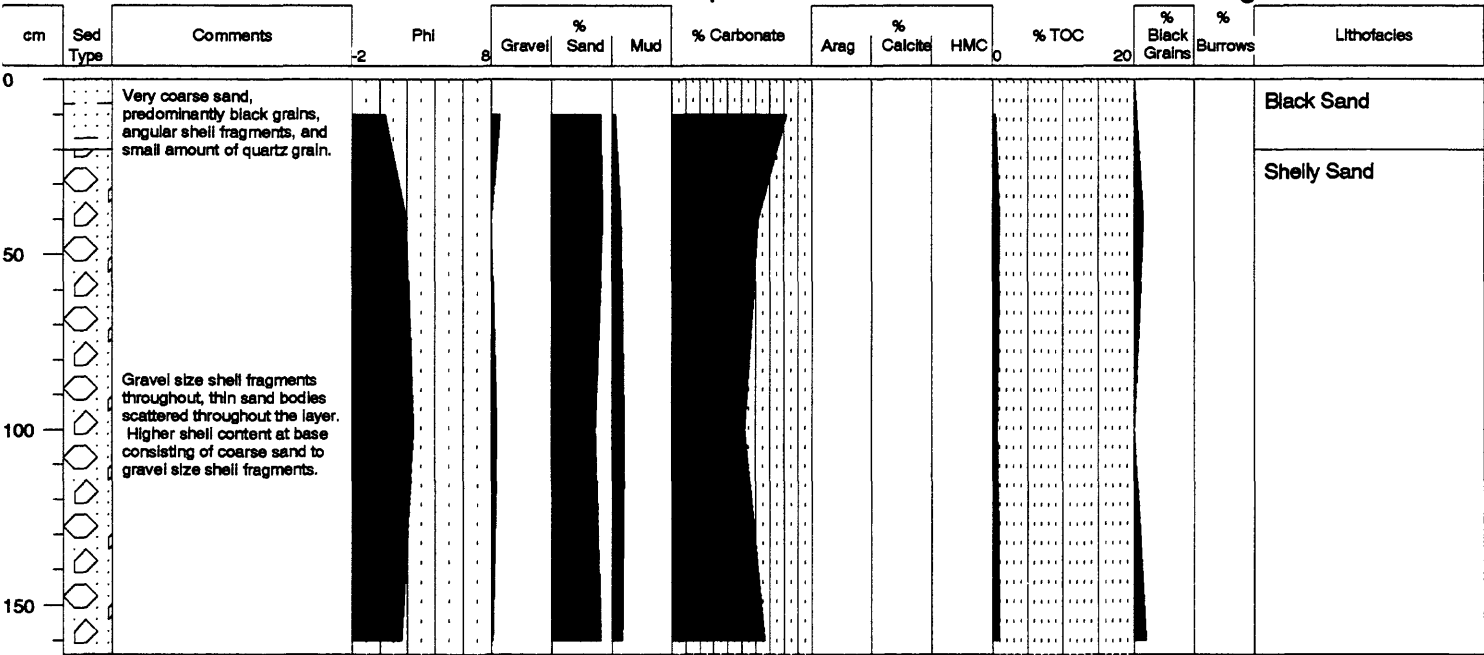 cm
Sed
Type
Comments
Phi
-2 8
%
Gravel Sand Mud
% Carbonate
%
Arag Calcite HMC
% TOC
0 20
%
Black
Grains
%
Burrows
Lithofacies
0
Very coarse sand,
predominantly black grains,
angular shell fragments, and
small amount of quartz grain.
Black Sand
Shelly Sand
50
Gravel size shell fragments
throughout, thin sand bodies
scattered throughout the layer.
Higher shell content at base
consisting of coarse sand to
gravel size shell fragments.
100
150